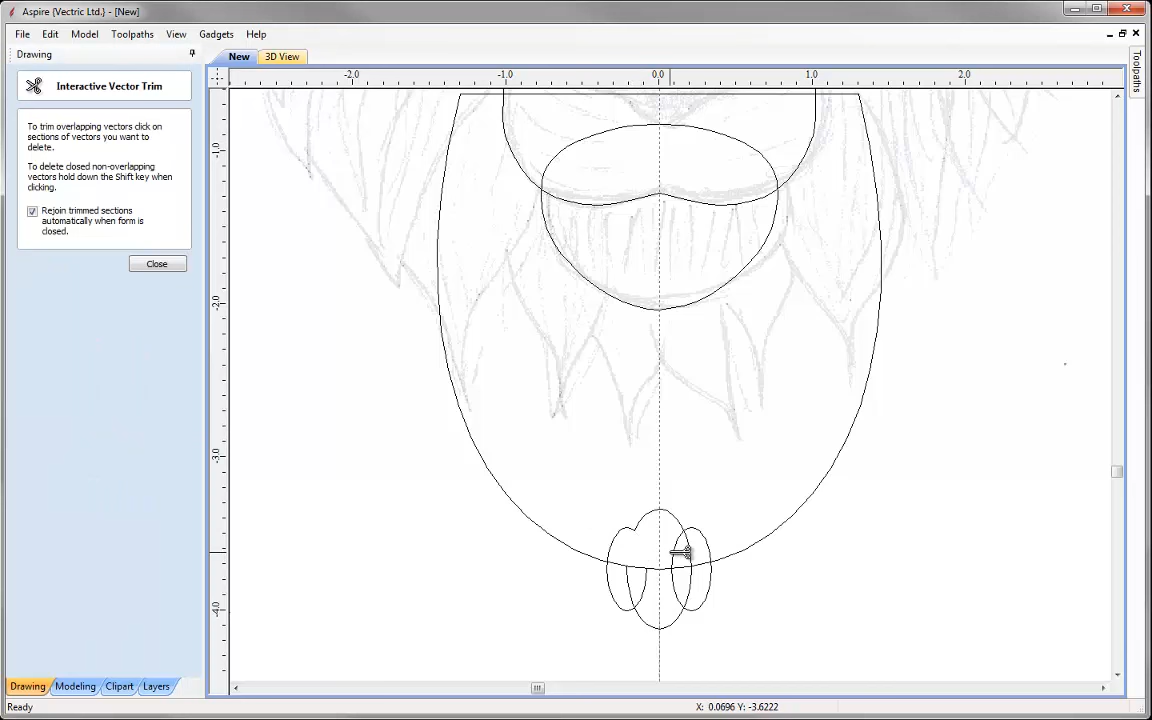 Aspire {Vectric Ltd.} - [New]
File Edit Model Toolpaths View Gadgets Help
Drawing
New 3D View
Interactive Vector Trim
To trim overlapping vectors click on
sections of vectors you want to
delete.
To delete closed non-overlapping
vectors hold down the Shift key when
clicking.
Rejoin trimmed sections
automatically when form is
closed.
Close
-2.0 -1.0 0.0 1.0 2.0
-1.0
-2.0
-3.0
-4.0
Toolpaths
Drawing Modeling Clipart Layers
Ready X: 0.0696 Y: -3.6222